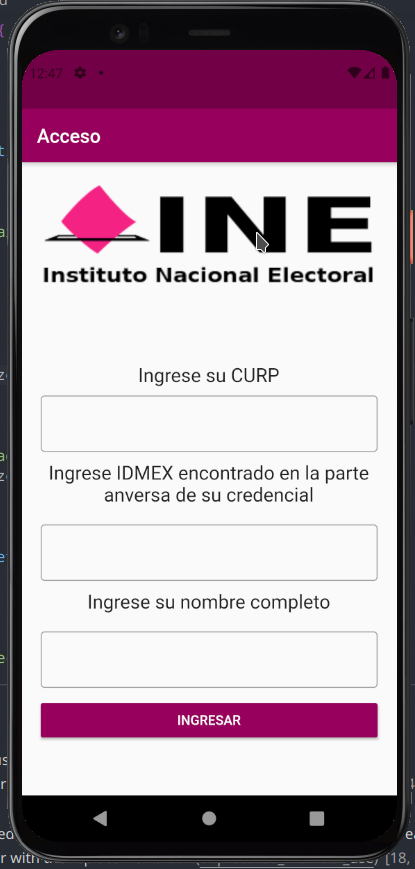 12:47
Acceso
INE
Instituto Nacional Electoral
Ingrese su CURP
Ingrese IDMEX encontrado en la parte
anversa de su credencial
Ingrese su nombre completo
INGRESAR